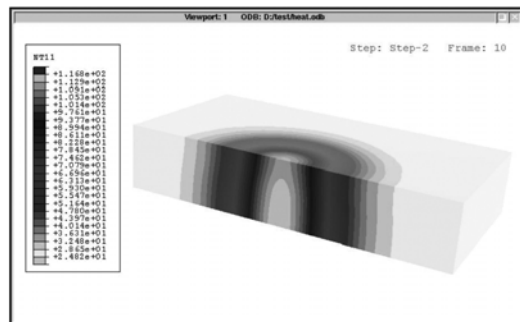 Viewport: 1 ODB: D:/test/heat.odb
Step: Step-2 Frame: 10
NT11
+1.168e+02
+1.129e+02
+1.091e+02
+1.053e+02
+1.014e+02
+9.761e+01
+9.377e+01
+8.994e+01
+8.611e+01
+8.228e+01
+7.845e+01
+7.462e+01
+7.079e+01
+6.696e+01
+6.313e+01
+5.930e+01
+5.547e+01
+5.164e+01
+4.780e+01
+4.397e+01
+4.014e+01
+3.631e+01
+3.248e+01
+2.865e+01
+2.482e+01